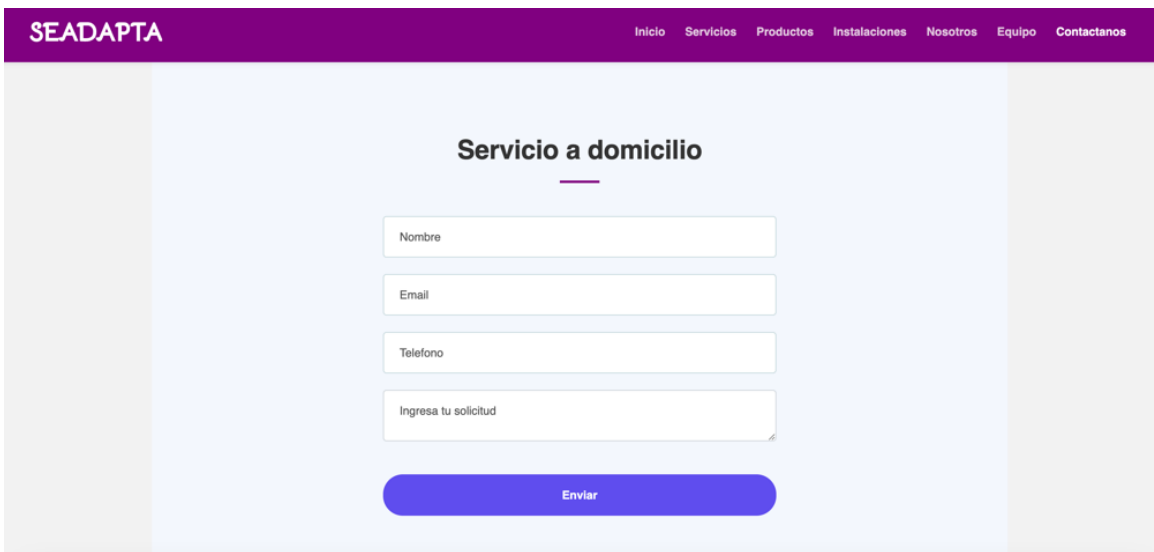 SEADAPTA
Inicio Servicios Productos Instalaciones Nosotros Equipo Contactanos
Servicio a domicilio
Nombre
Email
Telefono
Ingresa tu solicitud
Enviar